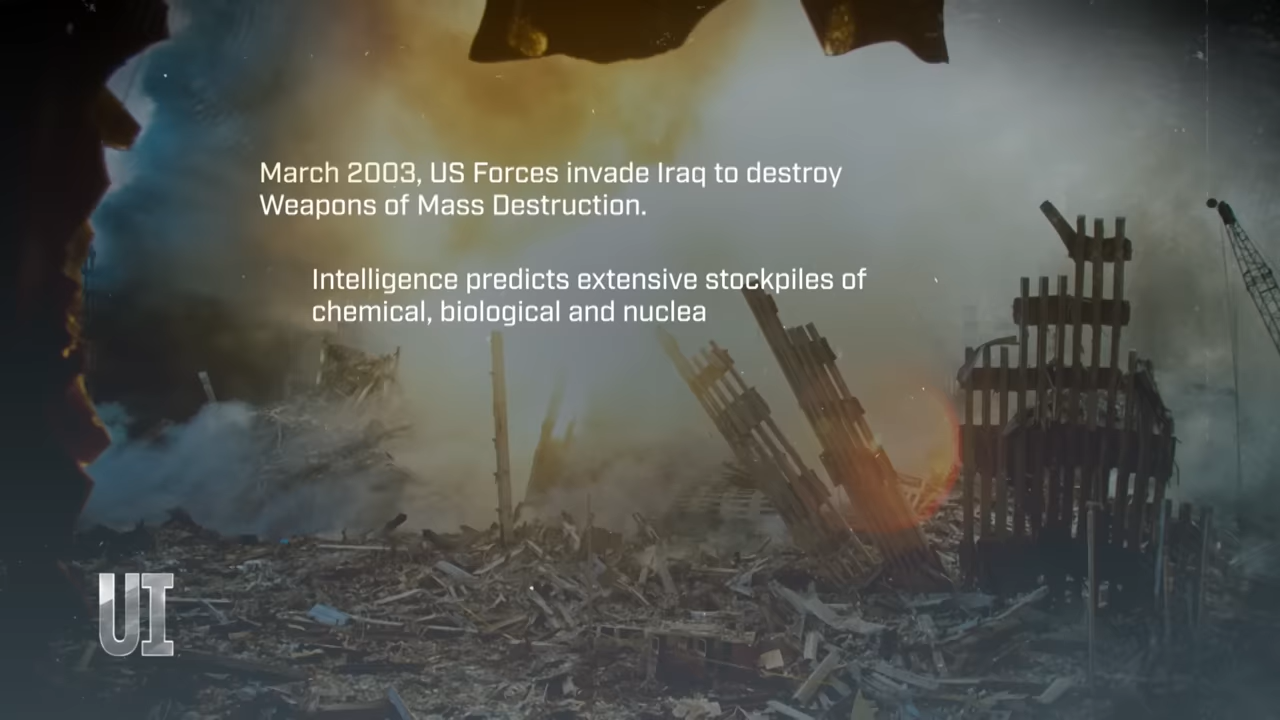 March 2003, US Forces invade Iraq to destroy
Weapons of Mass Destruction.
Intelligence predicts extensive stockpiles of
chemical, biological and nuclea
UI